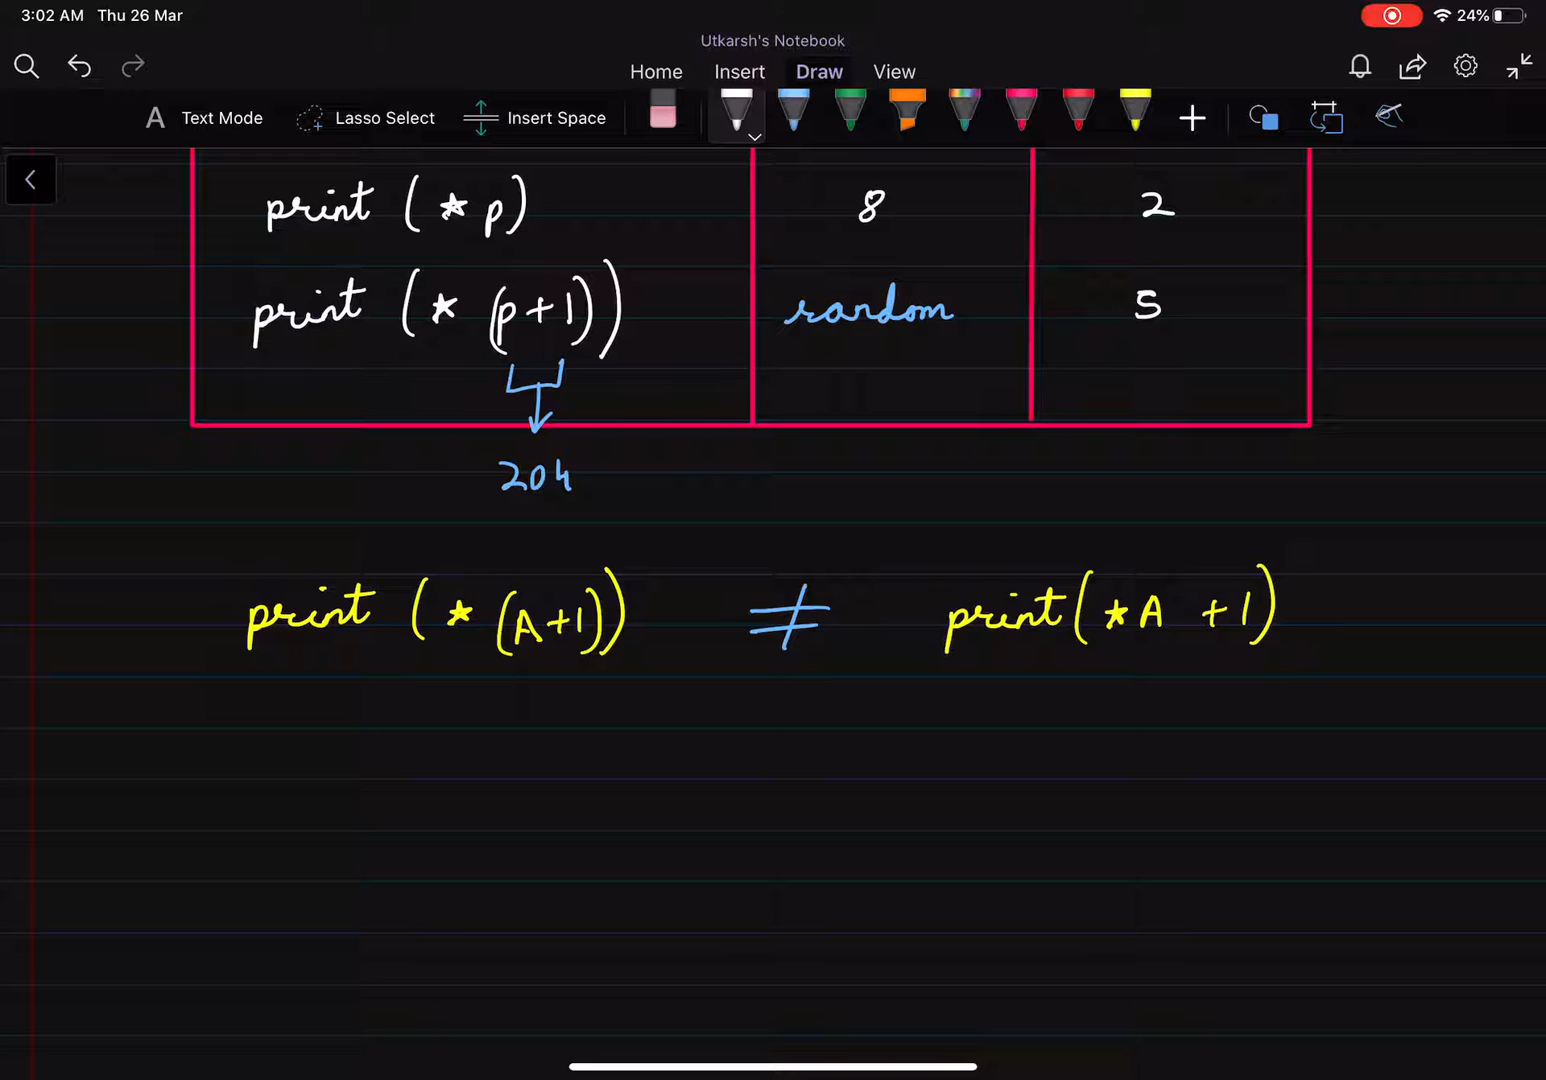 3:02 AM Thu 26 Mar
24%
Utkarsh's Notebook
Home Insert Draw View
Text Mode Lasso Select Insert Space
print (* p) 8 2
print (* (p+1)) random 5
204
print (* (A+1)) ≠ print(*A +1)